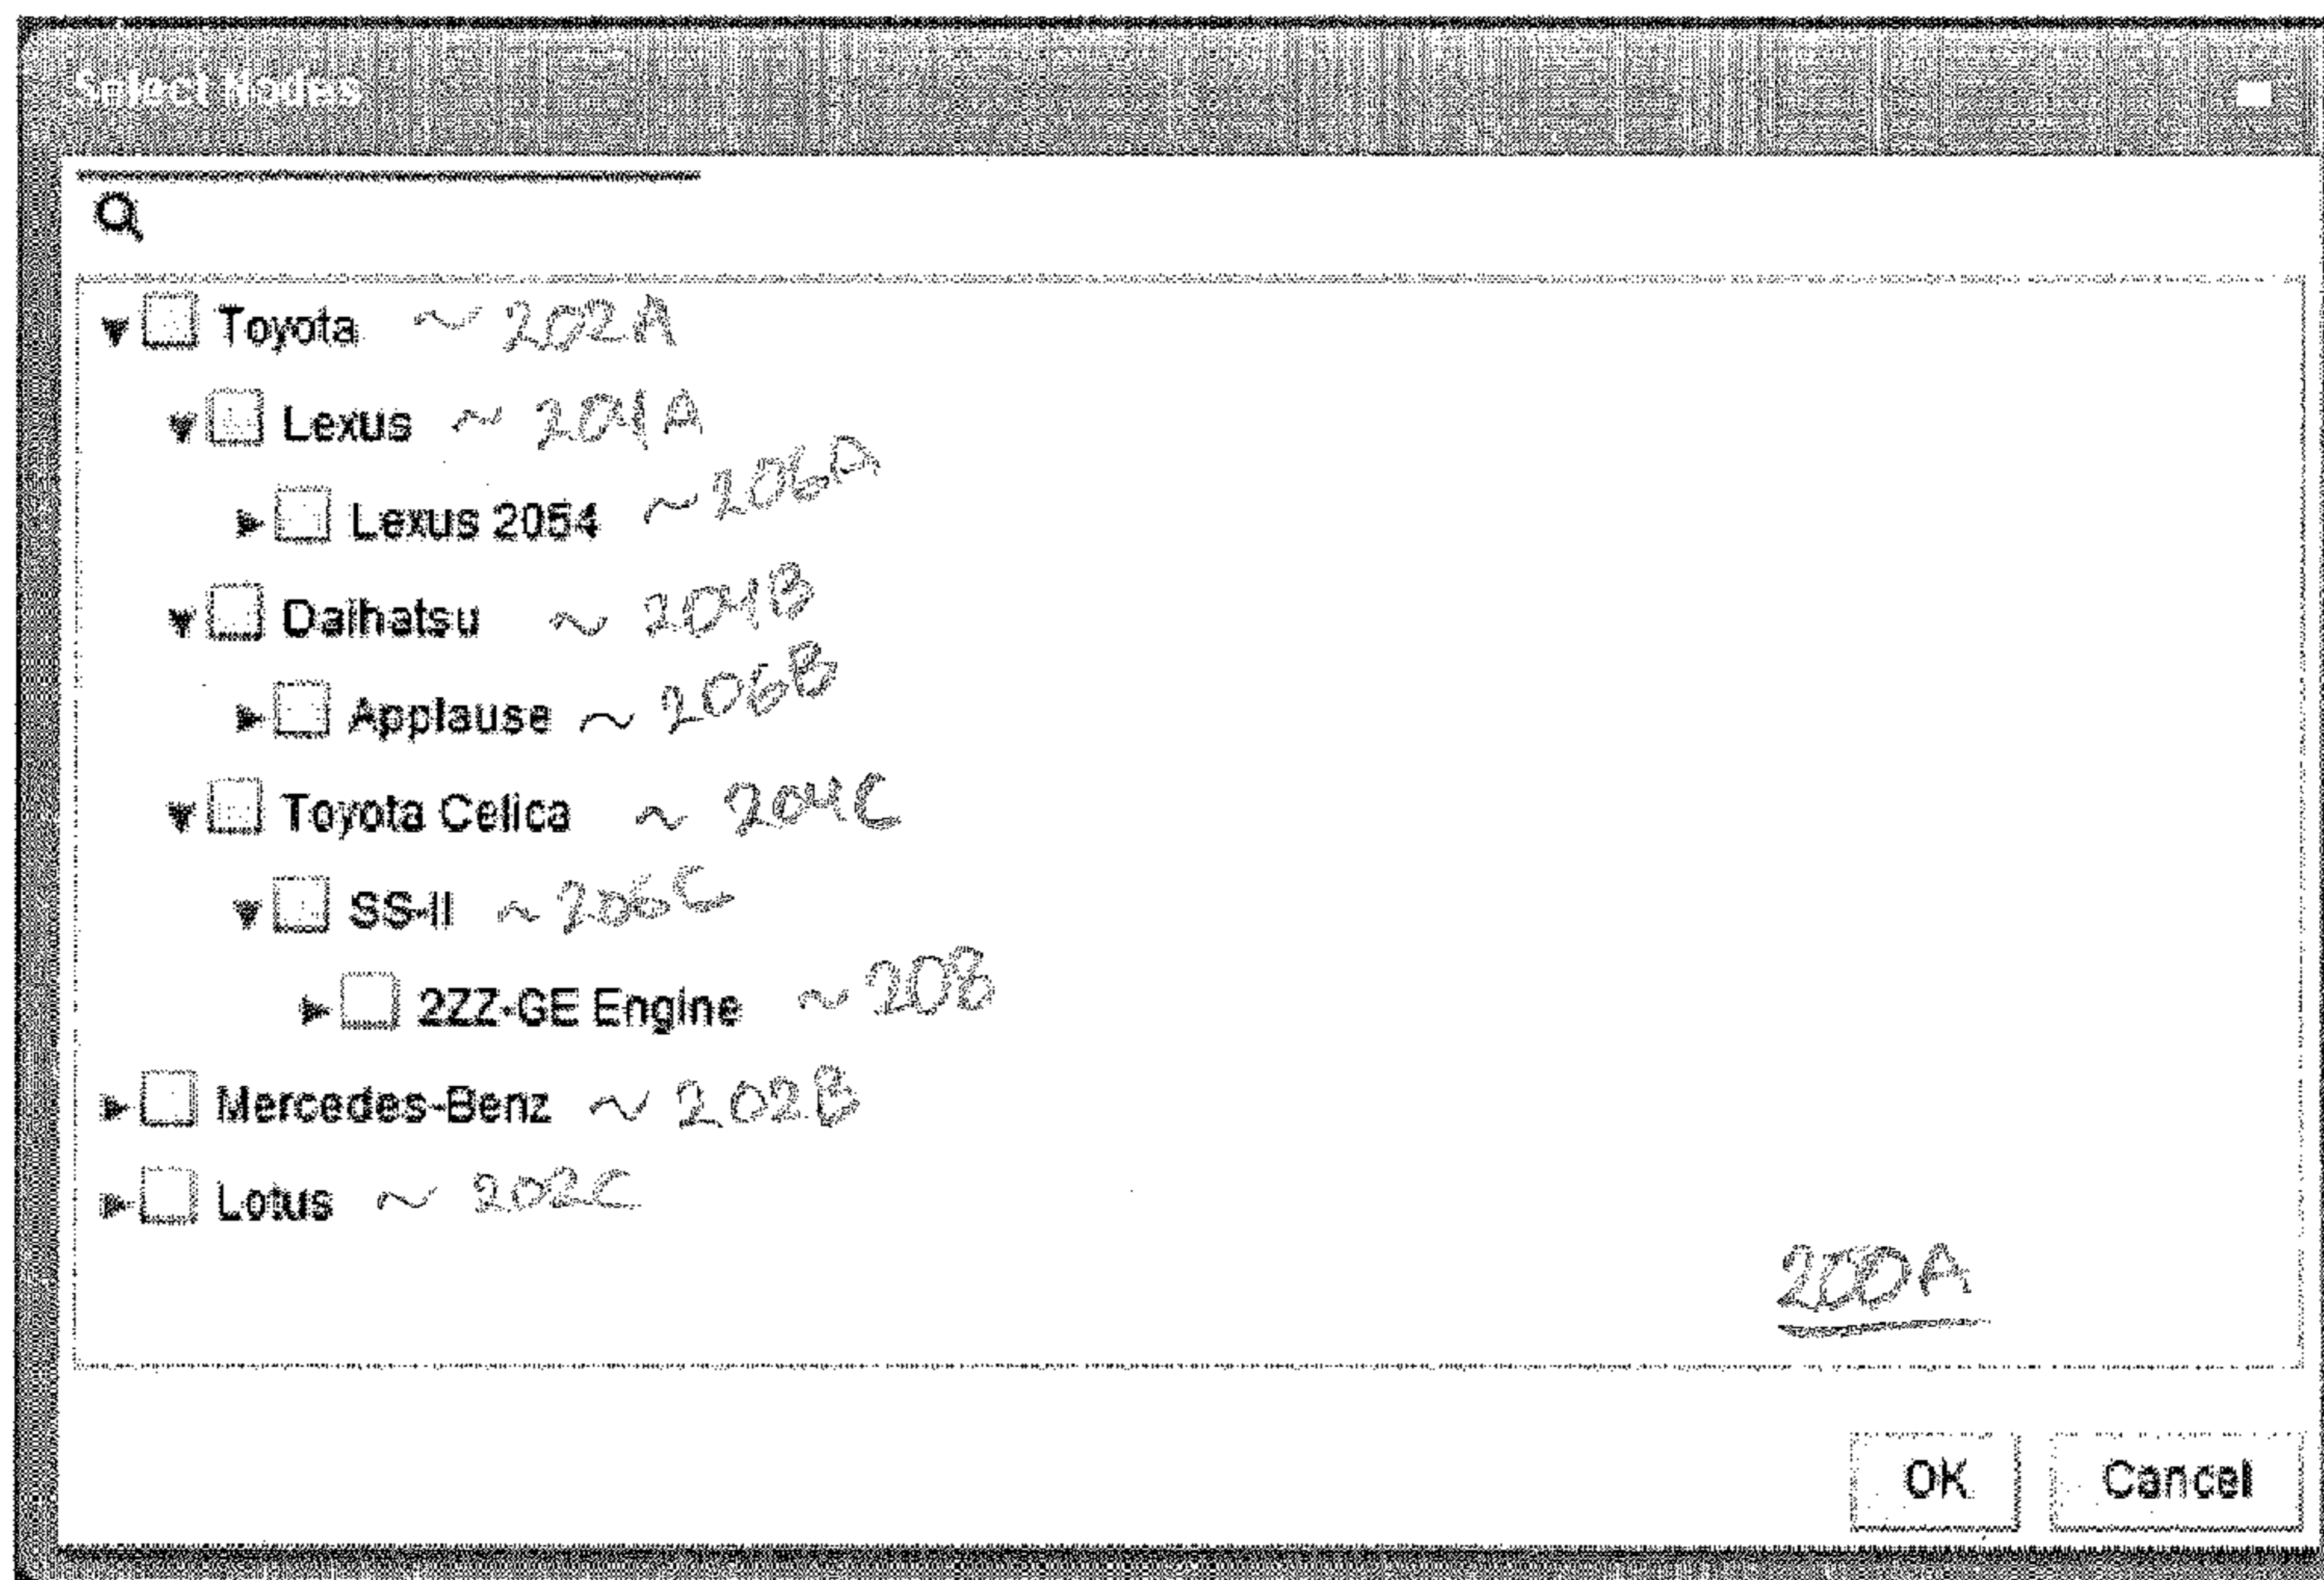 Select Nodes
Toyota ~ 202A
Lexus ~ 204A
Lexus 2054 ~ 206A
Daihatsu ~ 204B
Applause ~ 206B
Toyota Celica ~ 204C
SS-II ~ 206C
2ZZ-GE Engine ~ 208
Mercedes-Benz ~ 202B
Lotus ~ 202C
200A
OK Cancel